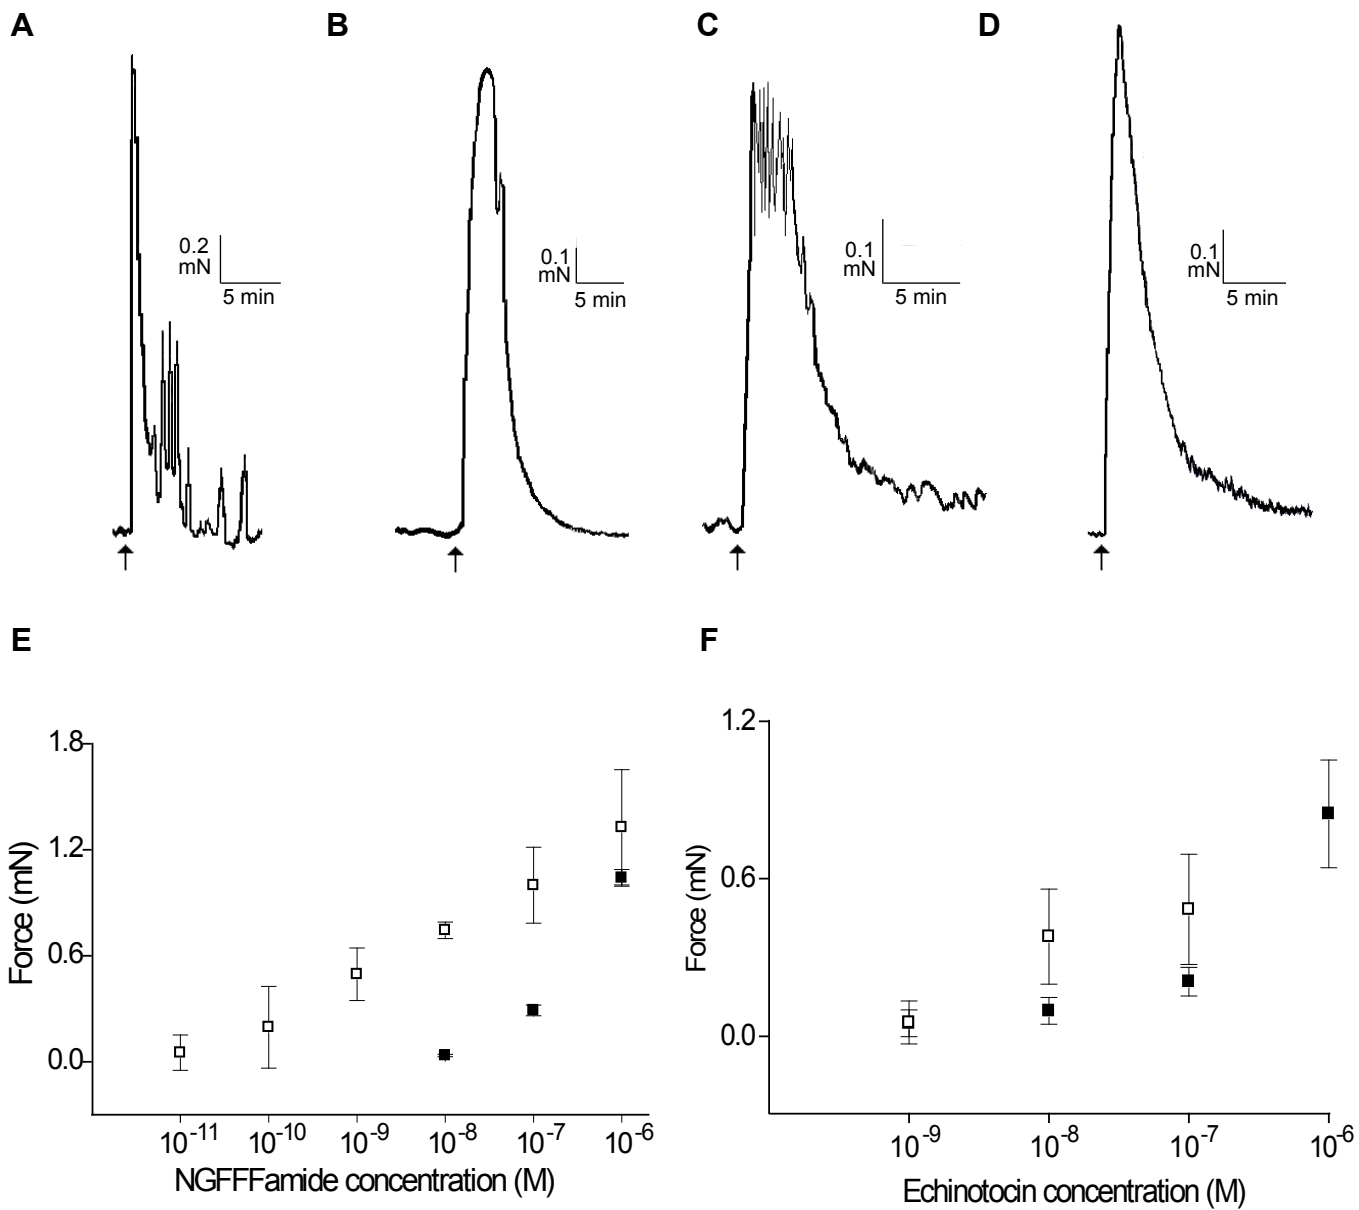 A
B
C
D
0.2
mN
5 min
0.1
mN
5 min
0.1
mN
5 min
0.1
mN
5 min
E
F
1.8
1.2
0.6
0.0
Force (mN)
10-11 10-10 10-9 10-8 10-7 10-6
NGFFFamide concentration (M)
1.2
0.6
0.0
Force (mN)
10-9 10-8 10-7 10-6
Echinotocin concentration (M)